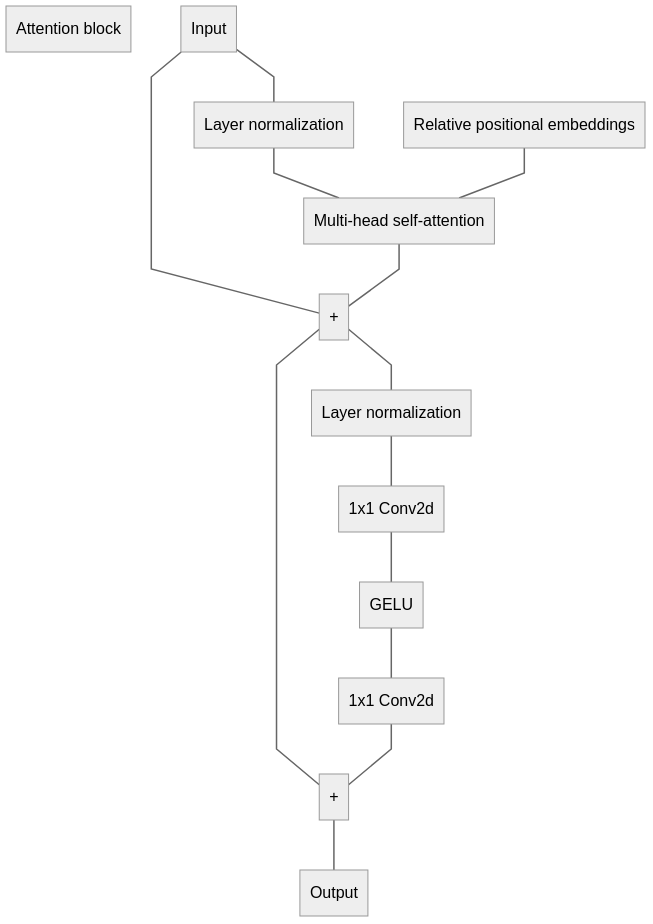 Attention block
Input
Layer normalization
Relative positional embeddings
Multi-head self-attention
+
Layer normalization
1x1 Conv2d
GELU
1x1 Conv2d
+
Output